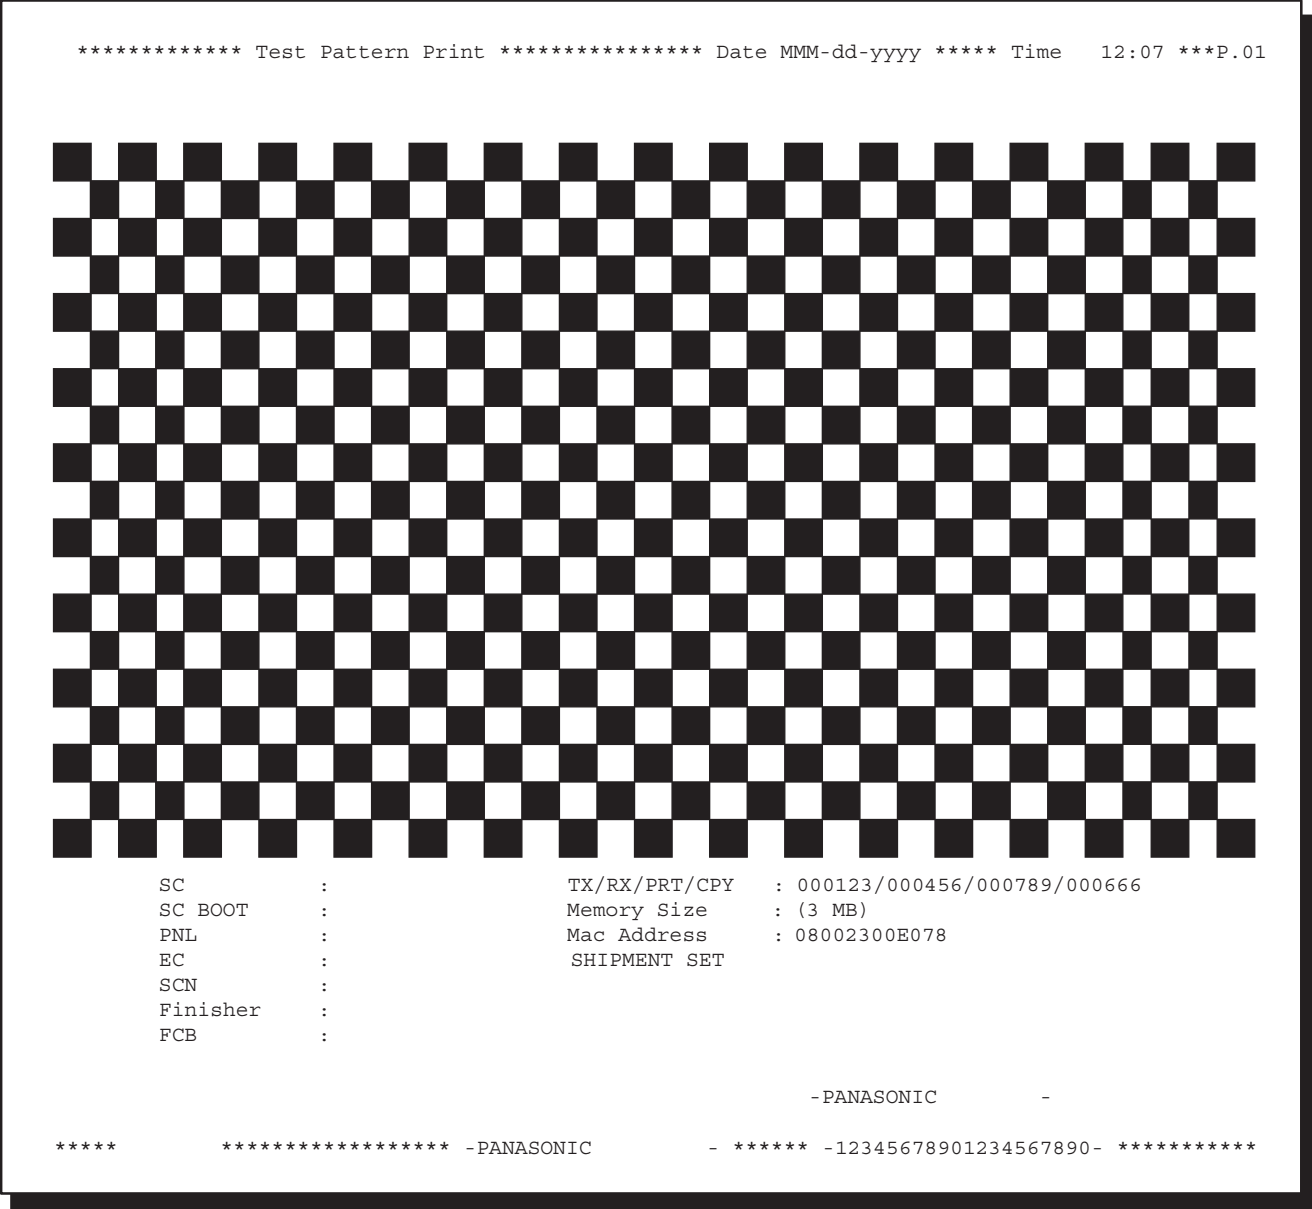 ************* Test Pattern Print **************** Date MMM-dd-yyyy ***** Time 12:07 ***P.01
SC : TX/RX/PRT/CPY : 000123/000456/000789/000666
SC BOOT : Memory Size : (3 MB)
PNL : Mac Address : 08002300E078
EC : SHIPMENT SET
SCN :
Finisher :
FCB :
-PANASONIC -
***** ****************** -PANASONIC - ****** -12345678901234567890- ***********